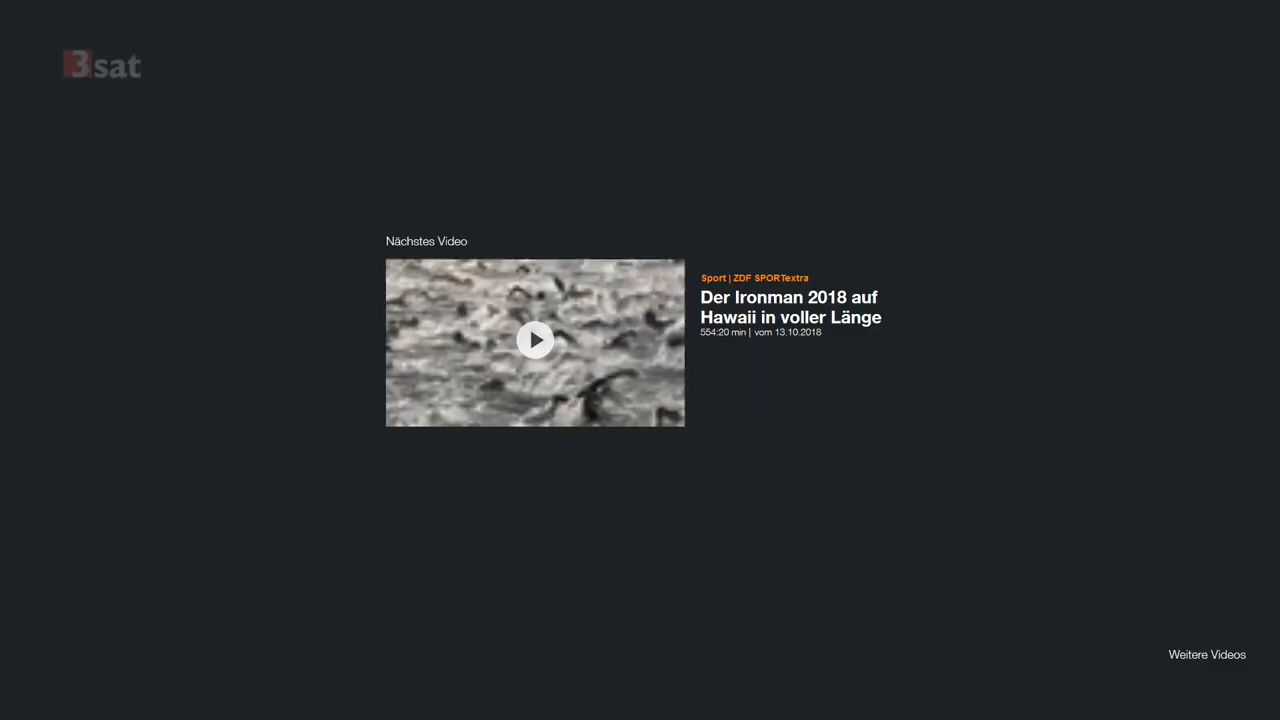 3sat
Nächstes Video
Sport | ZDF SPORTextra
Der Ironman 2018 auf
Hawaii in voller Länge
554:20 min | vom 13.10.2018
Weitere Videos